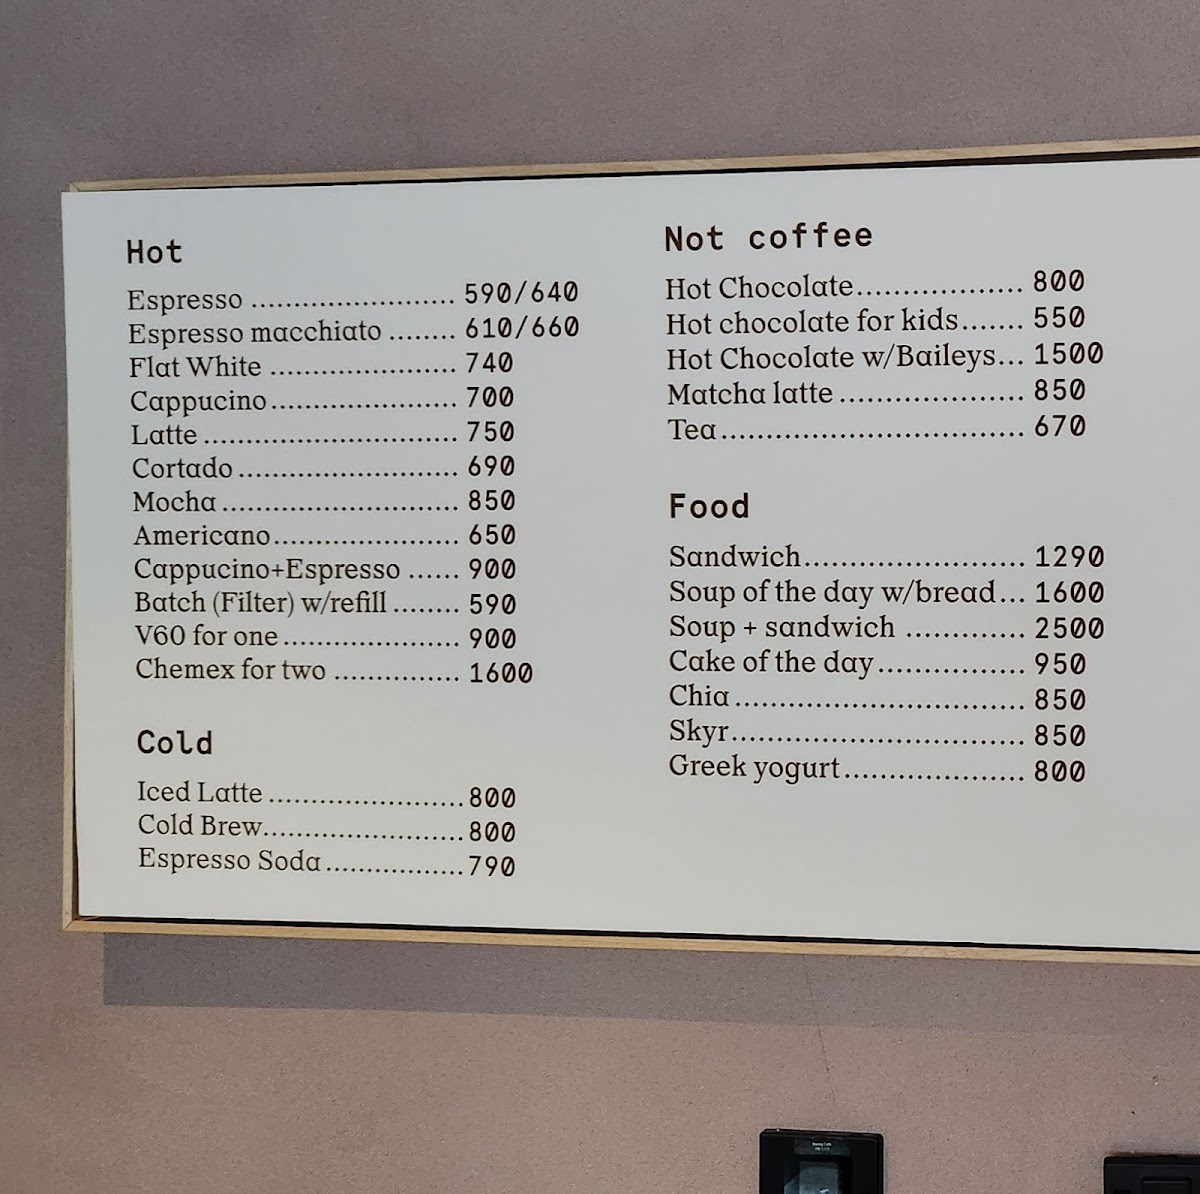 Hot
Espresso ........................ 590/640
Espresso macchiato ........ 610/660
Flat White ...................... 740
Cappucino...................... 700
Latte .............................. 750
Cortado .......................... 690
Mocha ............................ 850
Americano...................... 650
Cappucino+Espresso ...... 900
Batch (Filter) w/refill ........ 590
V60 for one ..................... 900
Chemex for two ............... 1600
Cold
Iced Latte .......................800
Cold Brew........................800
Espresso Soda................790
Not coffee
Hot Chocolate................... 800
Hot chocolate for kids....... 550
Hot Chocolate w/Baileys... 1500
Matcha latte ..................... 850
Tea................................... 670
Food
Sandwich.......................... 1290
Soup of the day w/bread... 1600
Soup + sandwich .............. 2500
Cake of the day................. 950
Chia .................................. 850
Skyr.................................. 850
Greek yogurt..................... 800